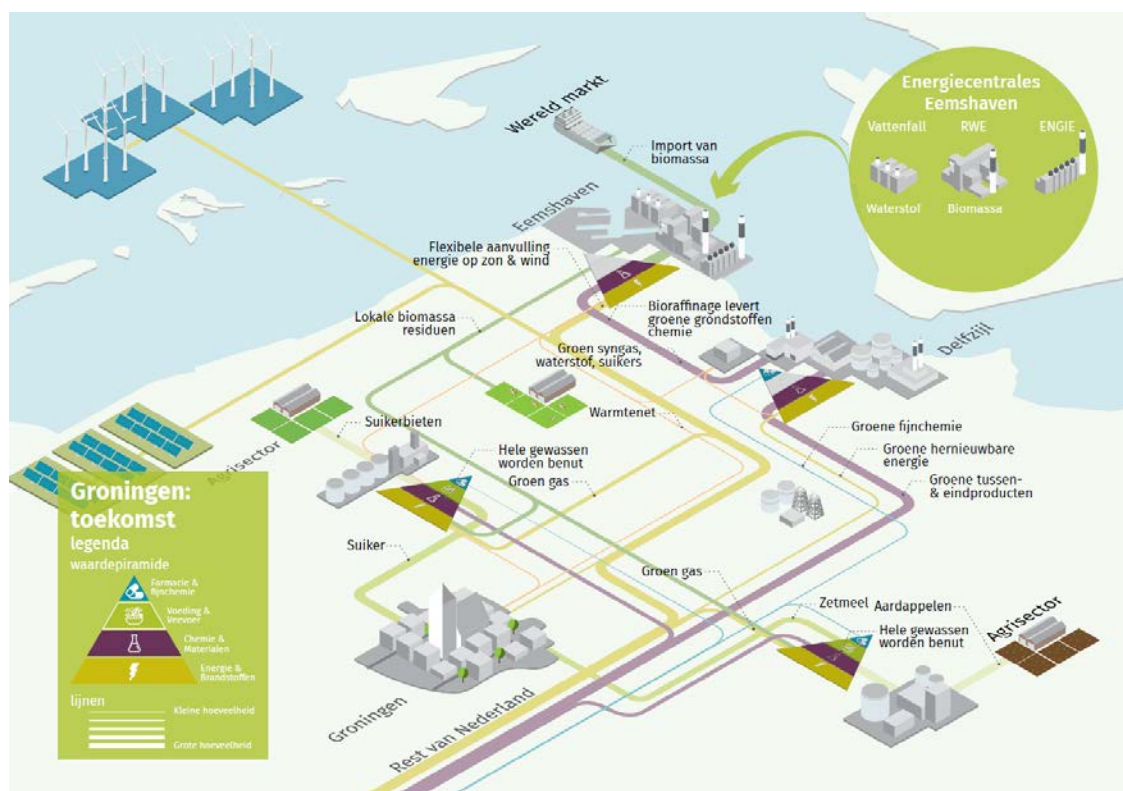 Energiecentrales
Eemshaven
Vattenfall
RWE
ENGIE
Waterstof
Biomassa
Wereld markt
Import van
biomassa
Eemshaven
Flexibele aanvulling
energie op zon & wind
Bioraffinage levert
groene grondstoffen
chemie
Lokale biomassa
residuen
Groen syngas,
waterstof, suikers
Delfzijl
Warmtenet
Suikerbieten
Agrisector
Hele gewassen
worden benut
Groen gas
Groene fijnchemie
Groene hernieuwbare
energie
Groene tussen-
& eindproducten
Suiker
Groen gas
Zetmeel
Aardappelen
Hele gewassen
worden benut
Agrisector
Groningen
Rest van Nederland
Groningen:
toekomst
legenda
waardepiramide
Farmacie &
fijnchemie
Voeding &
Veevoer
Chemie &
Materialen
Energie &
Brandstoffen
lijnen
Kleine hoeveelheid
Grote hoeveelheid